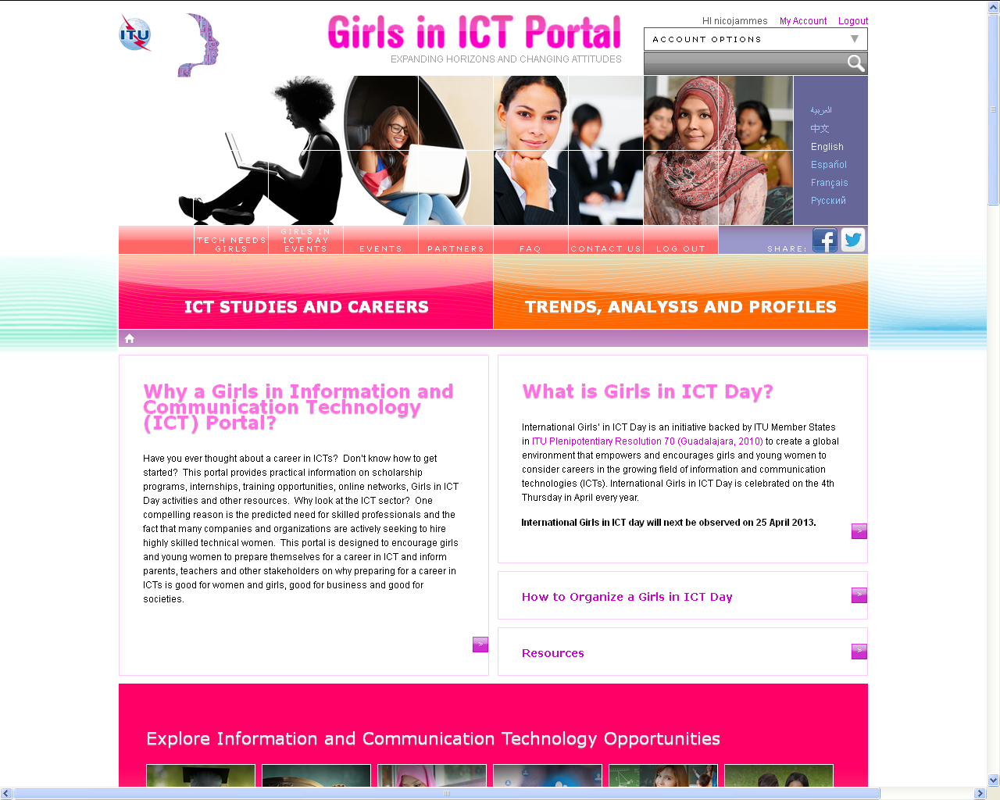 ITU
Girls in ICT Portal
EXPANDING HORIZONS AND CHANGING ATTITUDES
HI nicojammes My Account Logout
ACCOUNT OPTIONS
العربية
中文
English
Español
Français
Русский
TECH NEEDS GIRLS
GIRLS IN ICT DAY EVENTS
EVENTS
PARTNERS
FAQ
CONTACT US
LOG OUT
SHARE:
ICT STUDIES AND CAREERS
TRENDS, ANALYSIS AND PROFILES
Why a Girls in Information and
Communication Technology
(ICT) Portal?
Have you ever thought about a career in ICTs?  Don't know how to get
started?  This portal provides practical information on scholarship
programs, internships, training opportunities, online networks, Girls in ICT
Day activities and other resources.  Why look at the ICT sector?  One
compelling reason is the predicted need for skilled professionals and the
fact that many companies and organizations are actively seeking to hire
highly skilled technical women.  This portal is designed to encourage girls
and young women to prepare themselves for a career in ICT and inform
parents, teachers and other stakeholders on why preparing for a career in
ICTs is good for women and girls, good for business and good for
societies.
>
What is Girls in ICT Day?
International Girls' in ICT Day is an initiative backed by ITU Member States
in ITU Plenipotentiary Resolution 70 (Guadalajara, 2010) to create a global
environment that empowers and encourages girls and young women to
consider careers in the growing field of information and communication
technologies (ICTs). International Girls in ICT Day is celebrated on the 4th
Thursday in April every year.
International Girls in ICT day will next be observed on 25 April 2013.
>
How to Organize a Girls in ICT Day
>
Resources
>
Explore Information and Communication Technology Opportunities